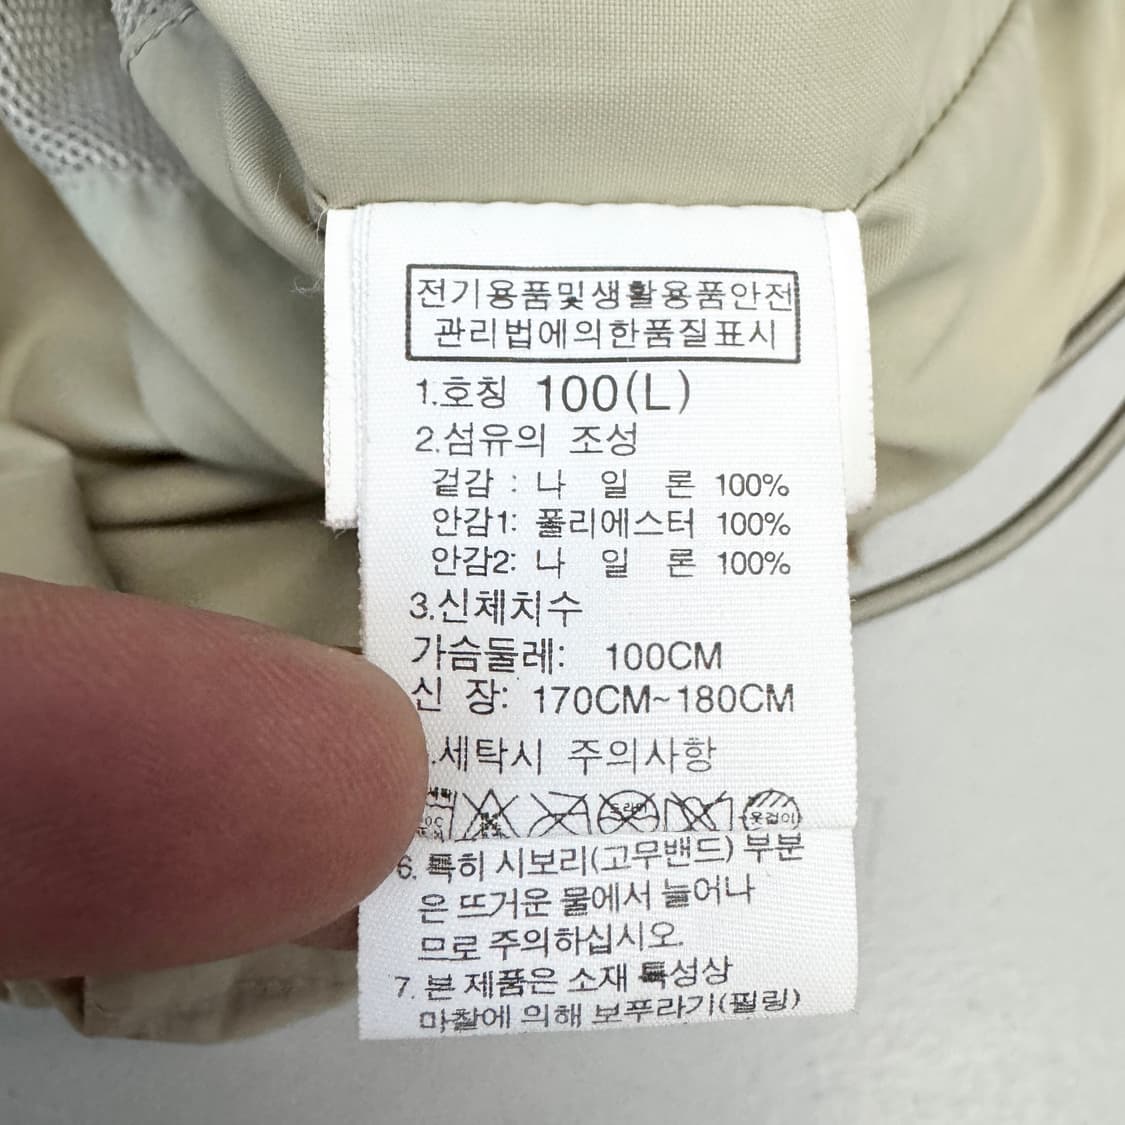 전기용품및생활용품안전
관리법에의한품질표시
1.호칭 100(L)
2.섬유의 조성
겉감 : 나 일 론 100%
안감1: 폴리에스터 100%
안감2: 나 일 론 100%
3.신체치수
가슴둘레: 100CM
신 장: 170CM~180CM
.세탁시 주의사항
드라이 옷걸이
6. 특히 시보리(고무밴드) 부분
은 뜨거운 물에서 늘어나
므로 주의하십시오.
7. 본 제품은 소재 특성상
마찰에 의해 보푸라기(필링)